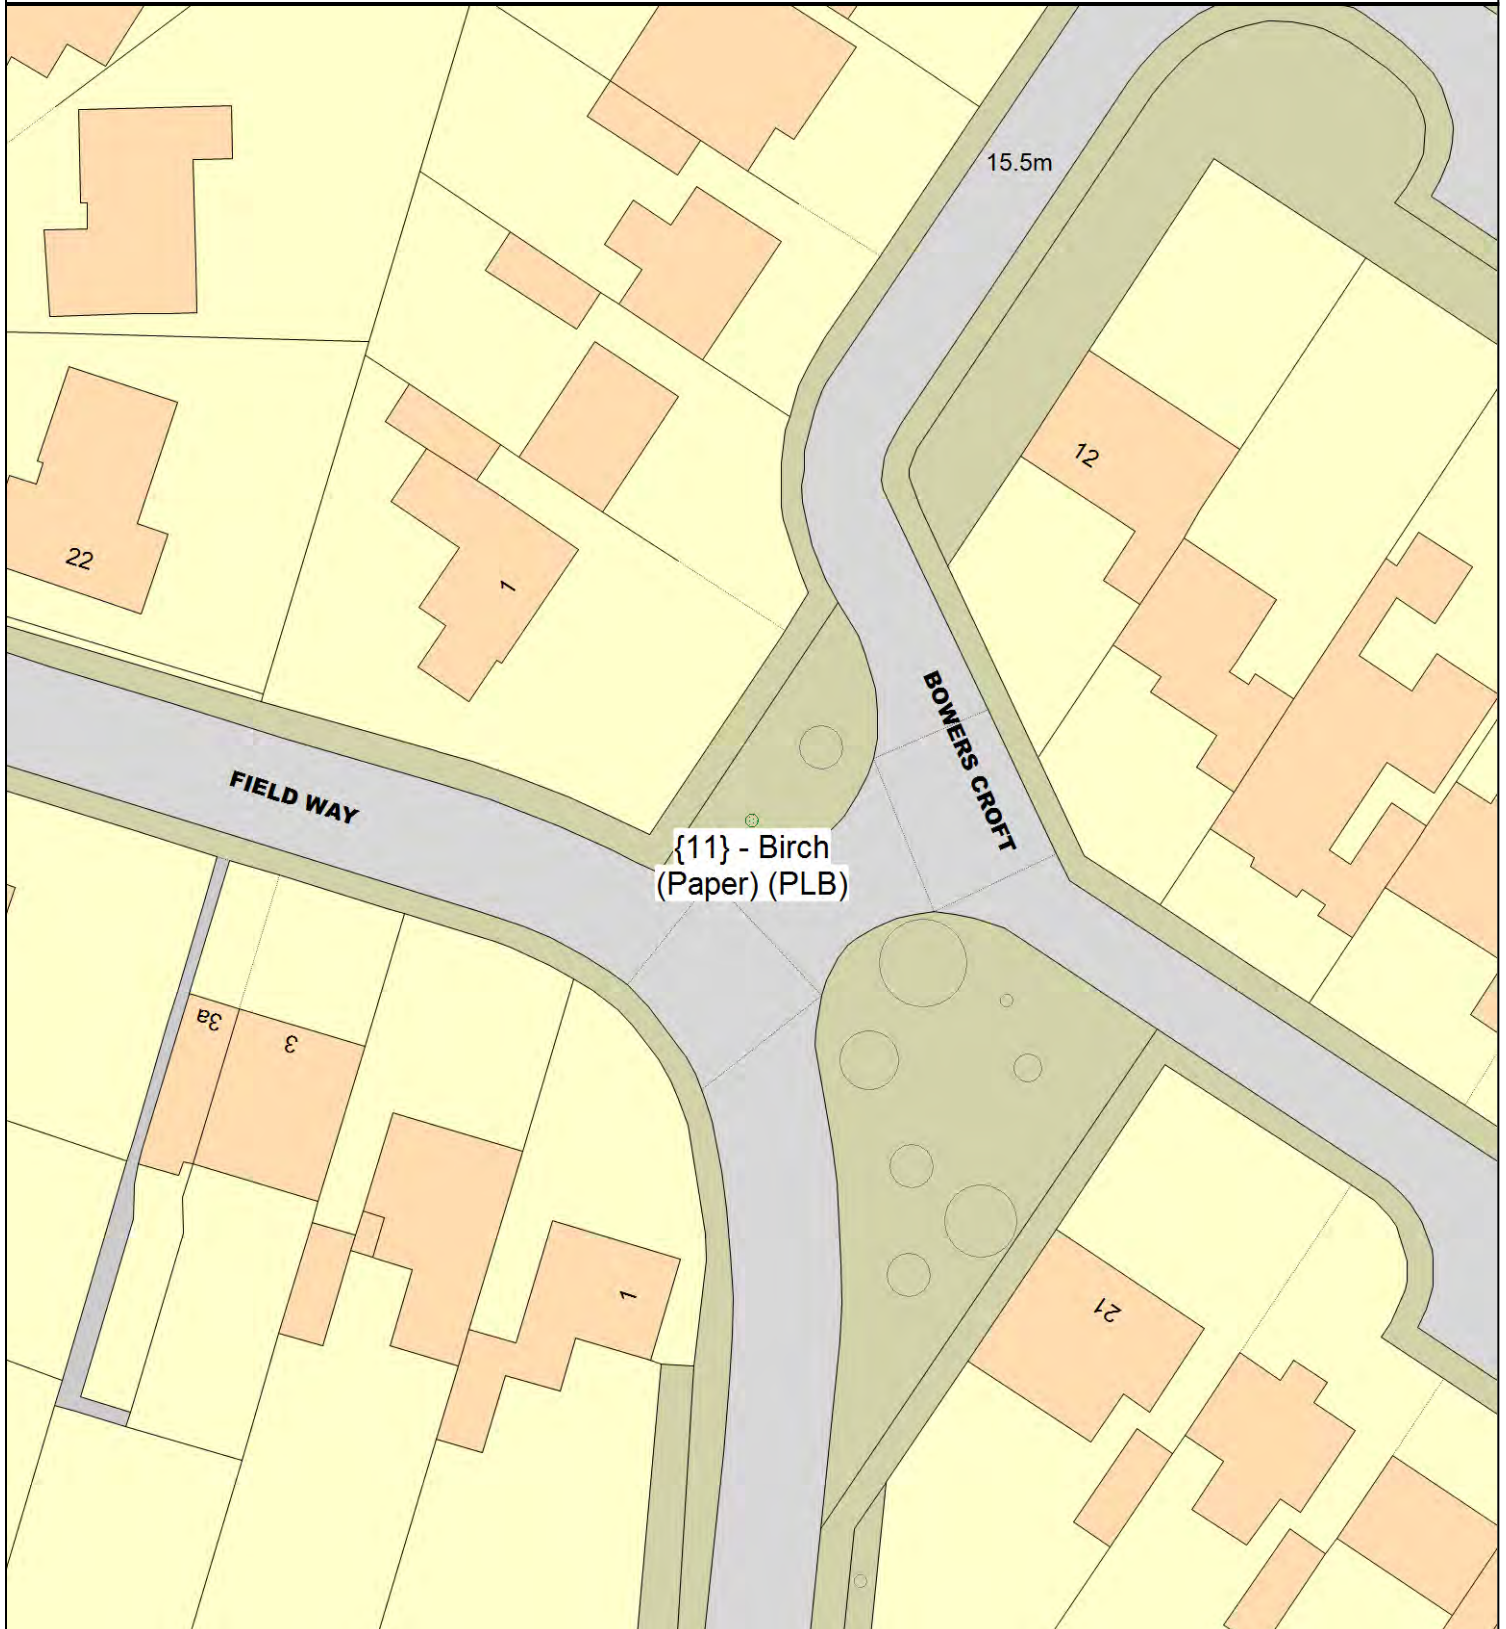 15.5m
12
22
1
BOWERS CROFT
FIELD WAY
{11} - Birch
(Paper) (PLB)
3a
3
1
21